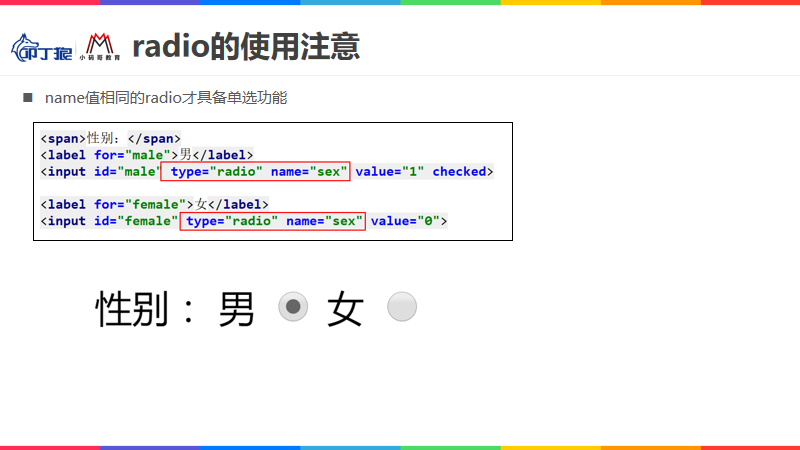 叩丁狼
小码哥教育
radio的使用注意
name值相同的radio才具备单选功能
<span>性别：</span>
<label for="male">男</label>
<input id="male" type="radio" name="sex" value="1" checked>
<label for="female">女</label>
<input id="female" type="radio" name="sex" value="0">
性别： 男 女